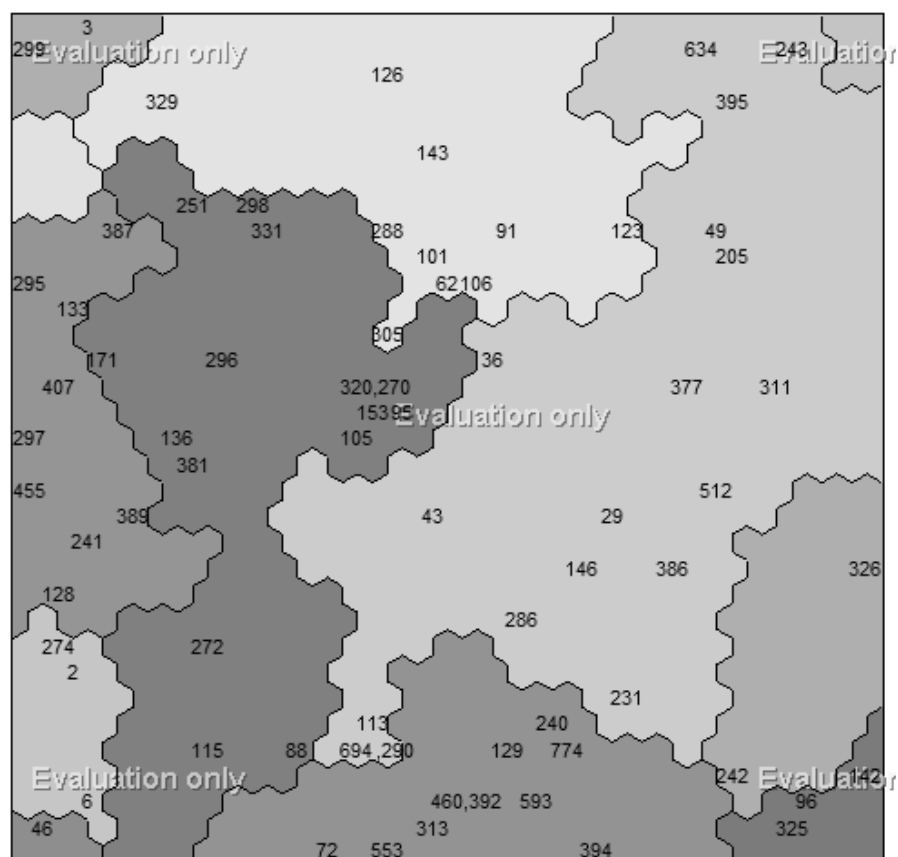 3
299 Evaluation only 634 243 Evaluation
126
329 395
143
251 298
387 331 288 91 123 49
101 205
295 62 106
133
305
171 296 36
407 320,270 377 311
153 95 Evaluation only
297 136 105
381
455 512
389 43 29
241
146 386 326
128
286
274 272
2
231
113 240
115 88 694,290 129 774
Evaluation only 242 Evaluation 142
6 460,392 593 96
46 313 325
72 553 394